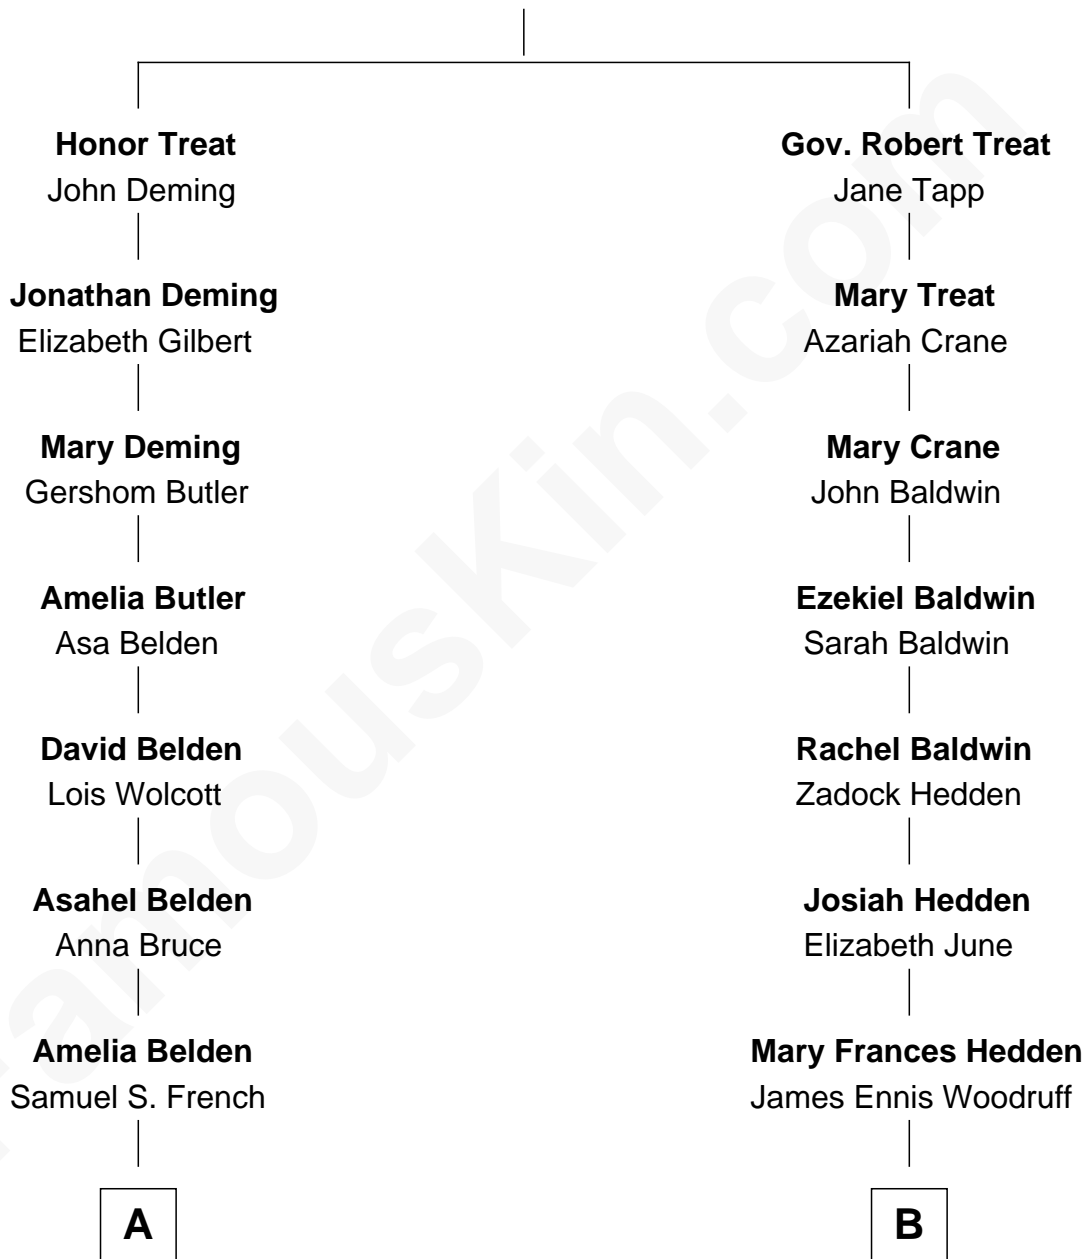 Honor Treat
John Deming
Gov. Robert Treat
Jane Tapp
Jonathan Deming
Elizabeth Gilbert
Mary Treat
Azariah Crane
Mary Deming
Gershom Butler
Mary Crane
John Baldwin
Amelia Butler
Asa Belden
Ezekiel Baldwin
Sarah Baldwin
David Belden
Lois Wolcott
Rachel Baldwin
Zadock Hedden
Asahel Belden
Anna Bruce
Josiah Hedden
Elizabeth June
Amelia Belden
Samuel S. French
Mary Frances Hedden
James Ennis Woodruff
A
B
FamousKin.com